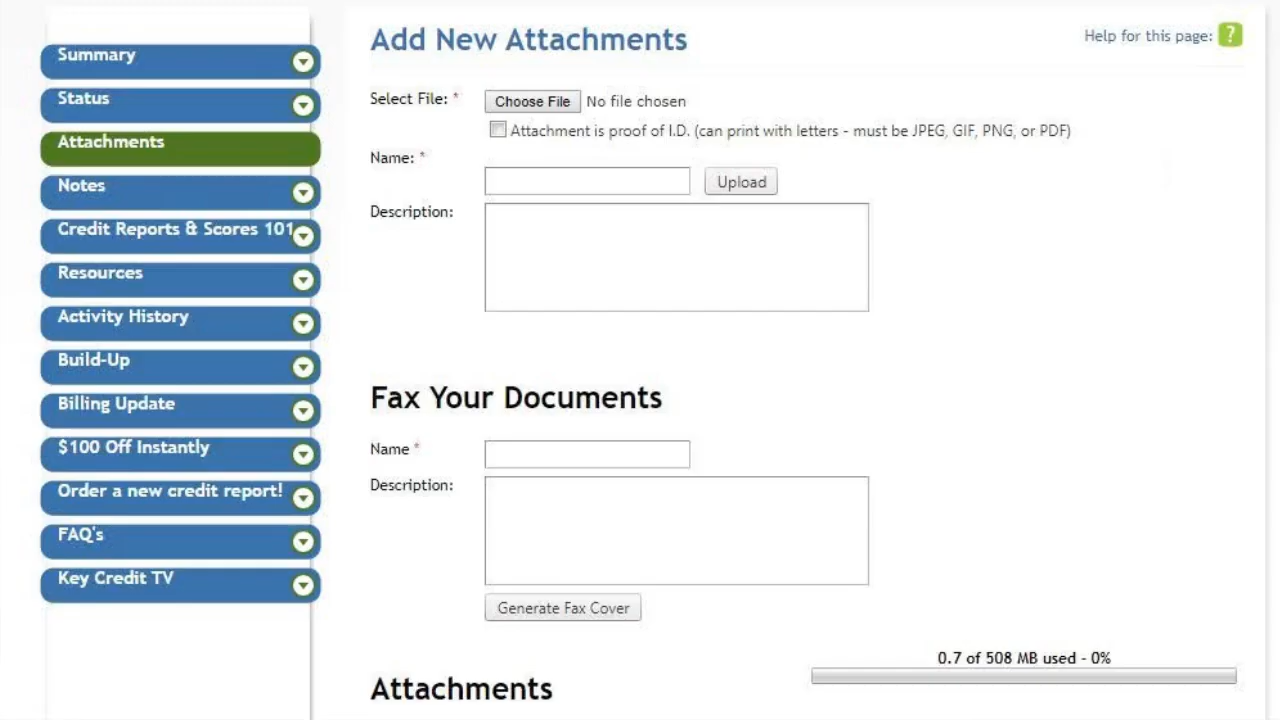 Summary
Status
Attachments
Notes
Credit Reports & Scores 101
Resources
Activity History
Build-Up
Billing Update
$100 Off Instantly
Order a new credit report!
FAQ's
Key Credit TV
Add New Attachments
Help for this page: ?
Select File: * Choose File No file chosen
Attachment is proof of I.D. (can print with letters - must be JPEG, GIF, PNG, or PDF)
Name: *
Upload
Description:
Fax Your Documents
Name *
Description:
Generate Fax Cover
0.7 of 508 MB used - 0%
Attachments